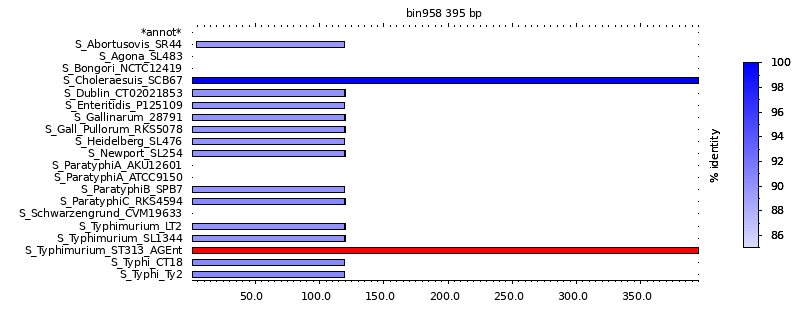 bin958 395 bp
*annot*
S_Abortusovis_SR44
S_Agona_SL483
S_Bongori_NCTC12419
S_Choleraesuis_SCB67
S_Dublin_CT02021853
S_Enteritidis_P125109
S_Gallinarum_28791
S_Gall_Pullorum_RKS5078
S_Heidelberg_SL476
S_Newport_SL254
S_ParatyphiA_AKU12601
S_ParatyphiA_ATCC9150
S_ParatyphiB_SPB7
S_ParatyphiC_RKS4594
S_Schwarzengrund_CVM19633
S_Typhimurium_LT2
S_Typhimurium_SL1344
S_Typhimurium_ST313_AGEnt
S_Typhi_CT18
S_Typhi_Ty2
50.0 100.0 150.0 200.0 250.0 300.0 350.0
% identity
100
98
96
94
92
90
88
86